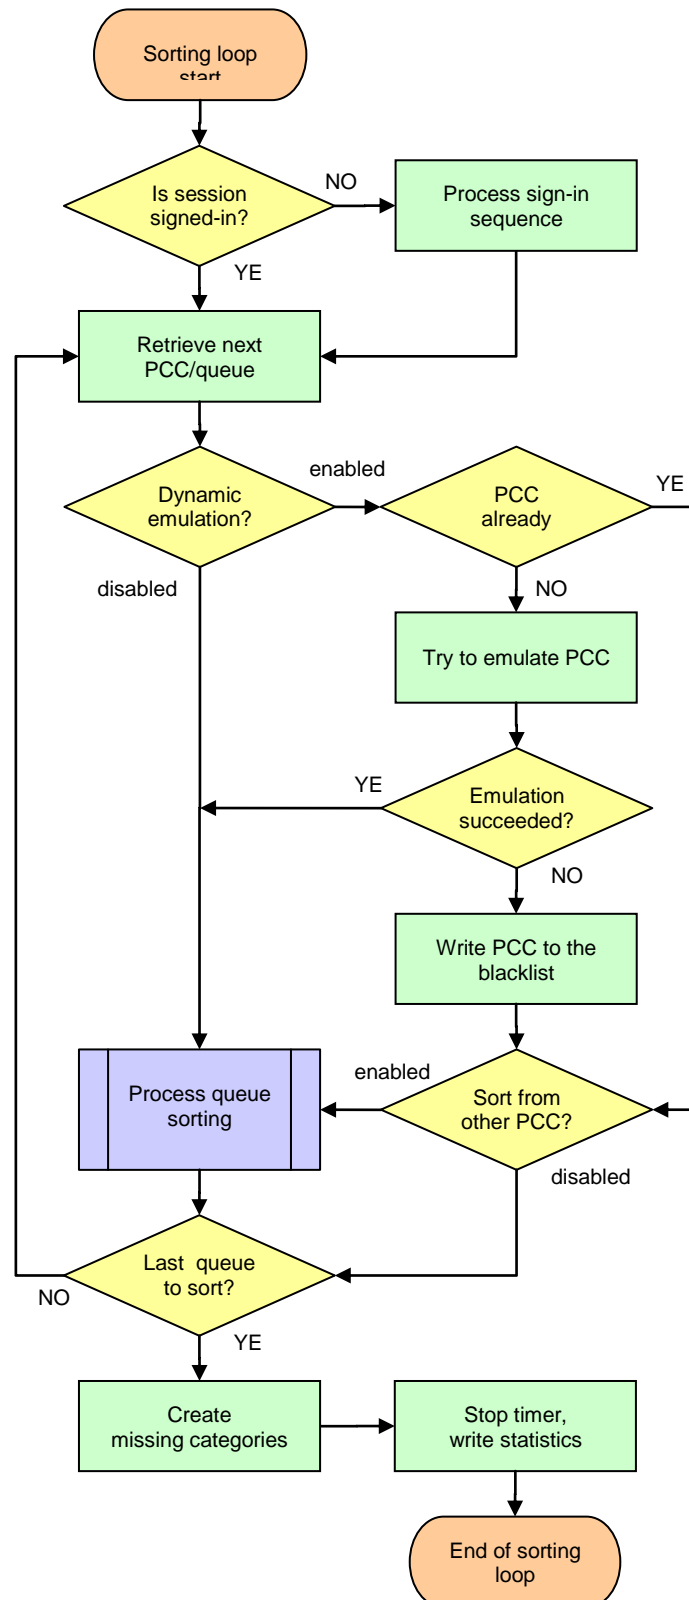 Sorting loop
start
Is session
signed-in?
NO
Process sign-in
sequence
YE
Retrieve next
PCC/queue
Dynamic
emulation?
enabled
PCC
already
YE
disabled
NO
Try to emulate PCC
YE
Emulation
succeeded?
NO
Write PCC to the
blacklist
Process queue
sorting
enabled
Sort from
other PCC?
disabled
Last queue
to sort?
NO
YE
Create
missing categories
Stop timer,
write statistics
End of sorting
loop